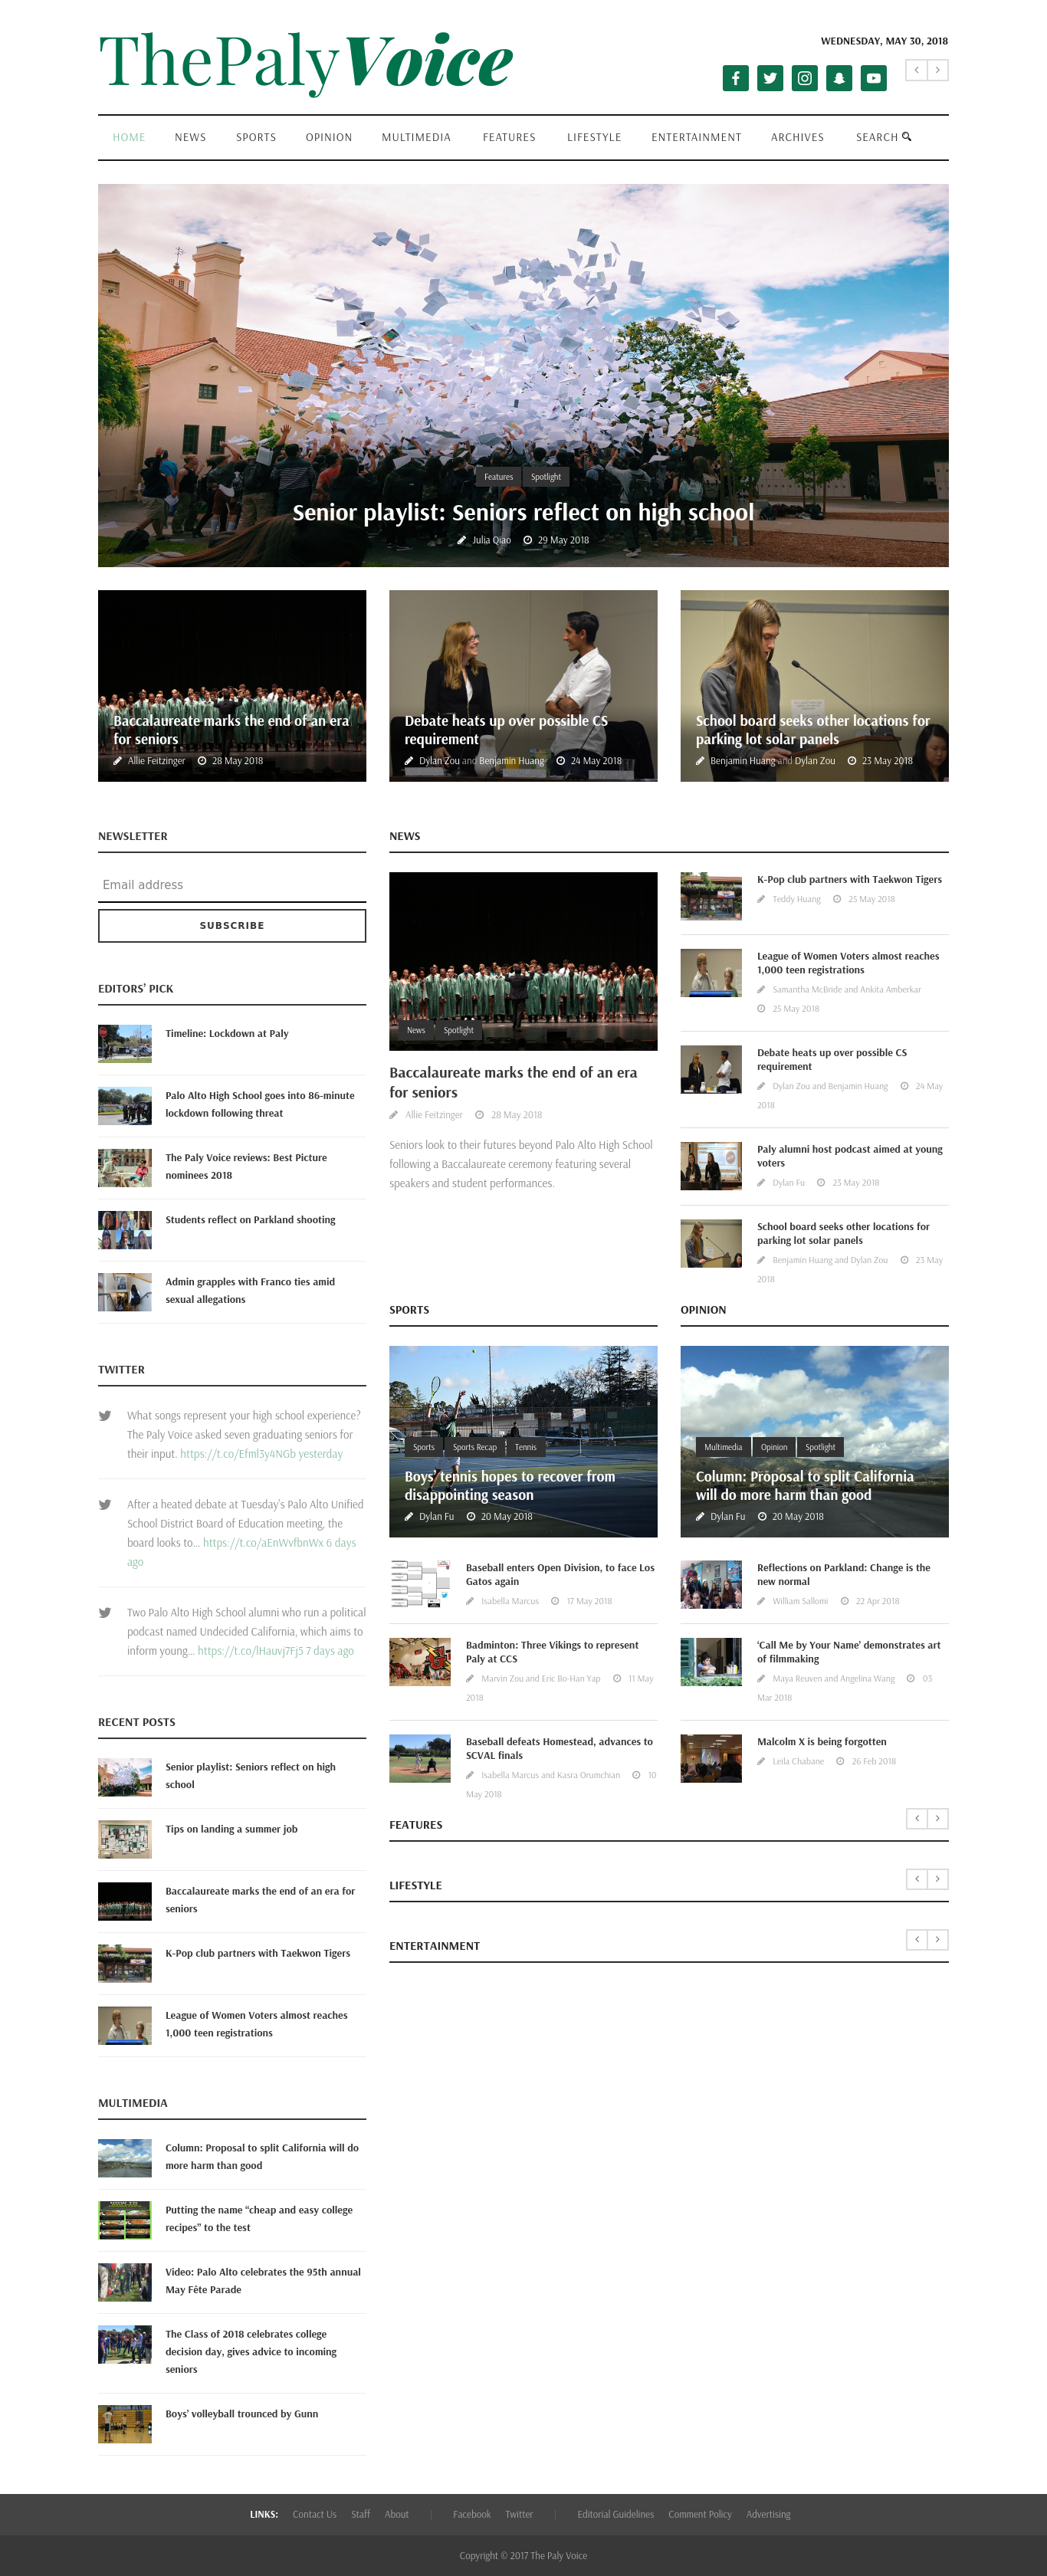 ThePalyVoice
WEDNESDAY, MAY 30, 2018
HOME NEWS SPORTS OPINION MULTIMEDIA FEATURES LIFESTYLE ENTERTAINMENT ARCHIVES SEARCH
Features Spotlight
Senior playlist: Seniors reflect on high school
Julia Qiao 29 May 2018
Baccalaureate marks the end of an era
for seniors
Allie Feitzinger 28 May 2018
Debate heats up over possible CS
requirement
Dylan Zou and Benjamin Huang 24 May 2018
School board seeks other locations for
parking lot solar panels
Benjamin Huang and Dylan Zou 23 May 2018
NEWSLETTER
Email address
SUBSCRIBE
EDITORS’ PICK
Timeline: Lockdown at Paly
Palo Alto High School goes into 86-minute
lockdown following threat
The Paly Voice reviews: Best Picture
nominees 2018
Students reflect on Parkland shooting
Admin grapples with Franco ties amid
sexual allegations
TWITTER
What songs represent your high school experience?
The Paly Voice asked seven graduating seniors for
their input. https://t.co/Efml3y4NGb yesterday
After a heated debate at Tuesday's Palo Alto Unified
School District Board of Education meeting, the
board looks to... https://t.co/aEnWvfbnWx 6 days
ago
Two Palo Alto High School alumni who run a political
podcast named Undecided California, which aims to
inform young... https://t.co/lHauvj7Fj5 7 days ago
RECENT POSTS
Senior playlist: Seniors reflect on high
school
Tips on landing a summer job
Baccalaureate marks the end of an era for
seniors
K-Pop club partners with Taekwon Tigers
League of Women Voters almost reaches
1,000 teen registrations
MULTIMEDIA
Column: Proposal to split California will do
more harm than good
Putting the name “cheap and easy college
recipes” to the test
Video: Palo Alto celebrates the 95th annual
May Fête Parade
The Class of 2018 celebrates college
decision day, gives advice to incoming
seniors
Boys’ volleyball trounced by Gunn
NEWS
News Spotlight
Baccalaureate marks the end of an era
for seniors
Allie Feitzinger 28 May 2018
Seniors look to their futures beyond Palo Alto High School
following a Baccalaureate ceremony featuring several
speakers and student performances.
K-Pop club partners with Taekwon Tigers
Teddy Huang 25 May 2018
League of Women Voters almost reaches
1,000 teen registrations
Samantha McBride and Ankita Amberkar
25 May 2018
Debate heats up over possible CS
requirement
Dylan Zou and Benjamin Huang 24 May
2018
Paly alumni host podcast aimed at young
voters
Dylan Fu 23 May 2018
School board seeks other locations for
parking lot solar panels
Benjamin Huang and Dylan Zou 23 May
2018
SPORTS
Sports Sports Recap Tennis
Boys’ tennis hopes to recover from
disappointing season
Dylan Fu 20 May 2018
Baseball enters Open Division, to face Los
Gatos again
Isabella Marcus 17 May 2018
Badminton: Three Vikings to represent
Paly at CCS
Marvin Zou and Eric Bo-Han Yap 11 May
2018
Baseball defeats Homestead, advances to
SCVAL finals
Isabella Marcus and Kasra Orumchian 10
May 2018
OPINION
Multimedia Opinion Spotlight
Column: Proposal to split California
will do more harm than good
Dylan Fu 20 May 2018
Reflections on Parkland: Change is the
new normal
William Sallomi 22 Apr 2018
‘Call Me by Your Name’ demonstrates art
of filmmaking
Maya Reuven and Angelina Wang 03
Mar 2018
Malcolm X is being forgotten
Leila Chabane 26 Feb 2018
FEATURES
LIFESTYLE
ENTERTAINMENT
LINKS: Contact Us Staff About | Facebook Twitter | Editorial Guidelines Comment Policy Advertising
Copyright © 2017 The Paly Voice